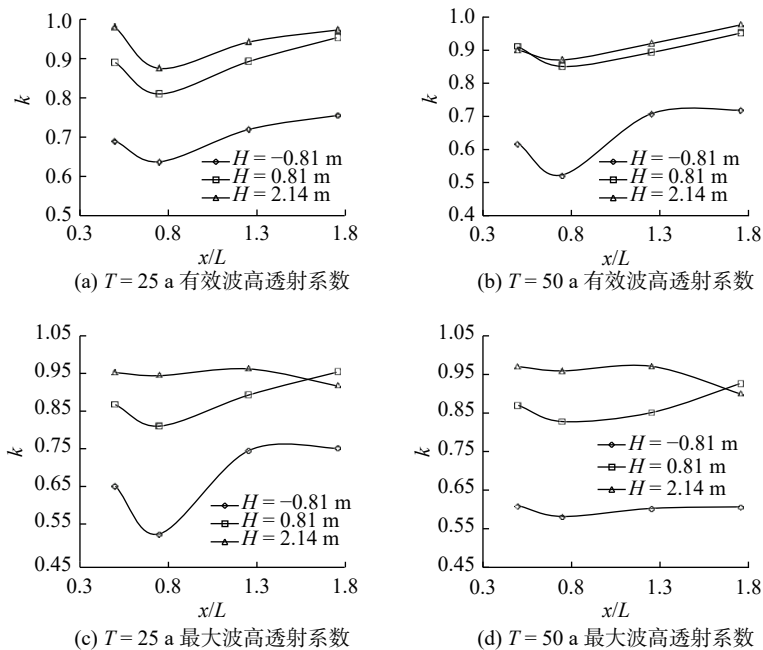 1.0
0.9
0.8
0.7
0.6
0.5
k
H = −0.81 m
H = 0.81 m
H = 2.14 m
0.3 0.8 1.3 1.8
x/L
(a) T = 25 a 有效波高透射系数
1.0
0.9
0.8
0.7
0.6
0.5
0.4
k
H = −0.81 m
H = 0.81 m
H = 2.14 m
0.3 0.8 1.3 1.8
x/L
(b) T = 50 a 有效波高透射系数
1.05
0.95
0.85
0.75
0.65
0.55
0.45
k
H = −0.81 m
H = 0.81 m
H = 2.14 m
0.3 0.8 1.3 1.8
x/L
(c) T = 25 a 最大波高透射系数
1.05
0.95
0.85
0.75
0.65
0.55
0.45
k
H = −0.81 m
H = 0.81 m
H = 2.14 m
0.3 0.8 1.3 1.8
x/L
(d) T = 50 a 最大波高透射系数